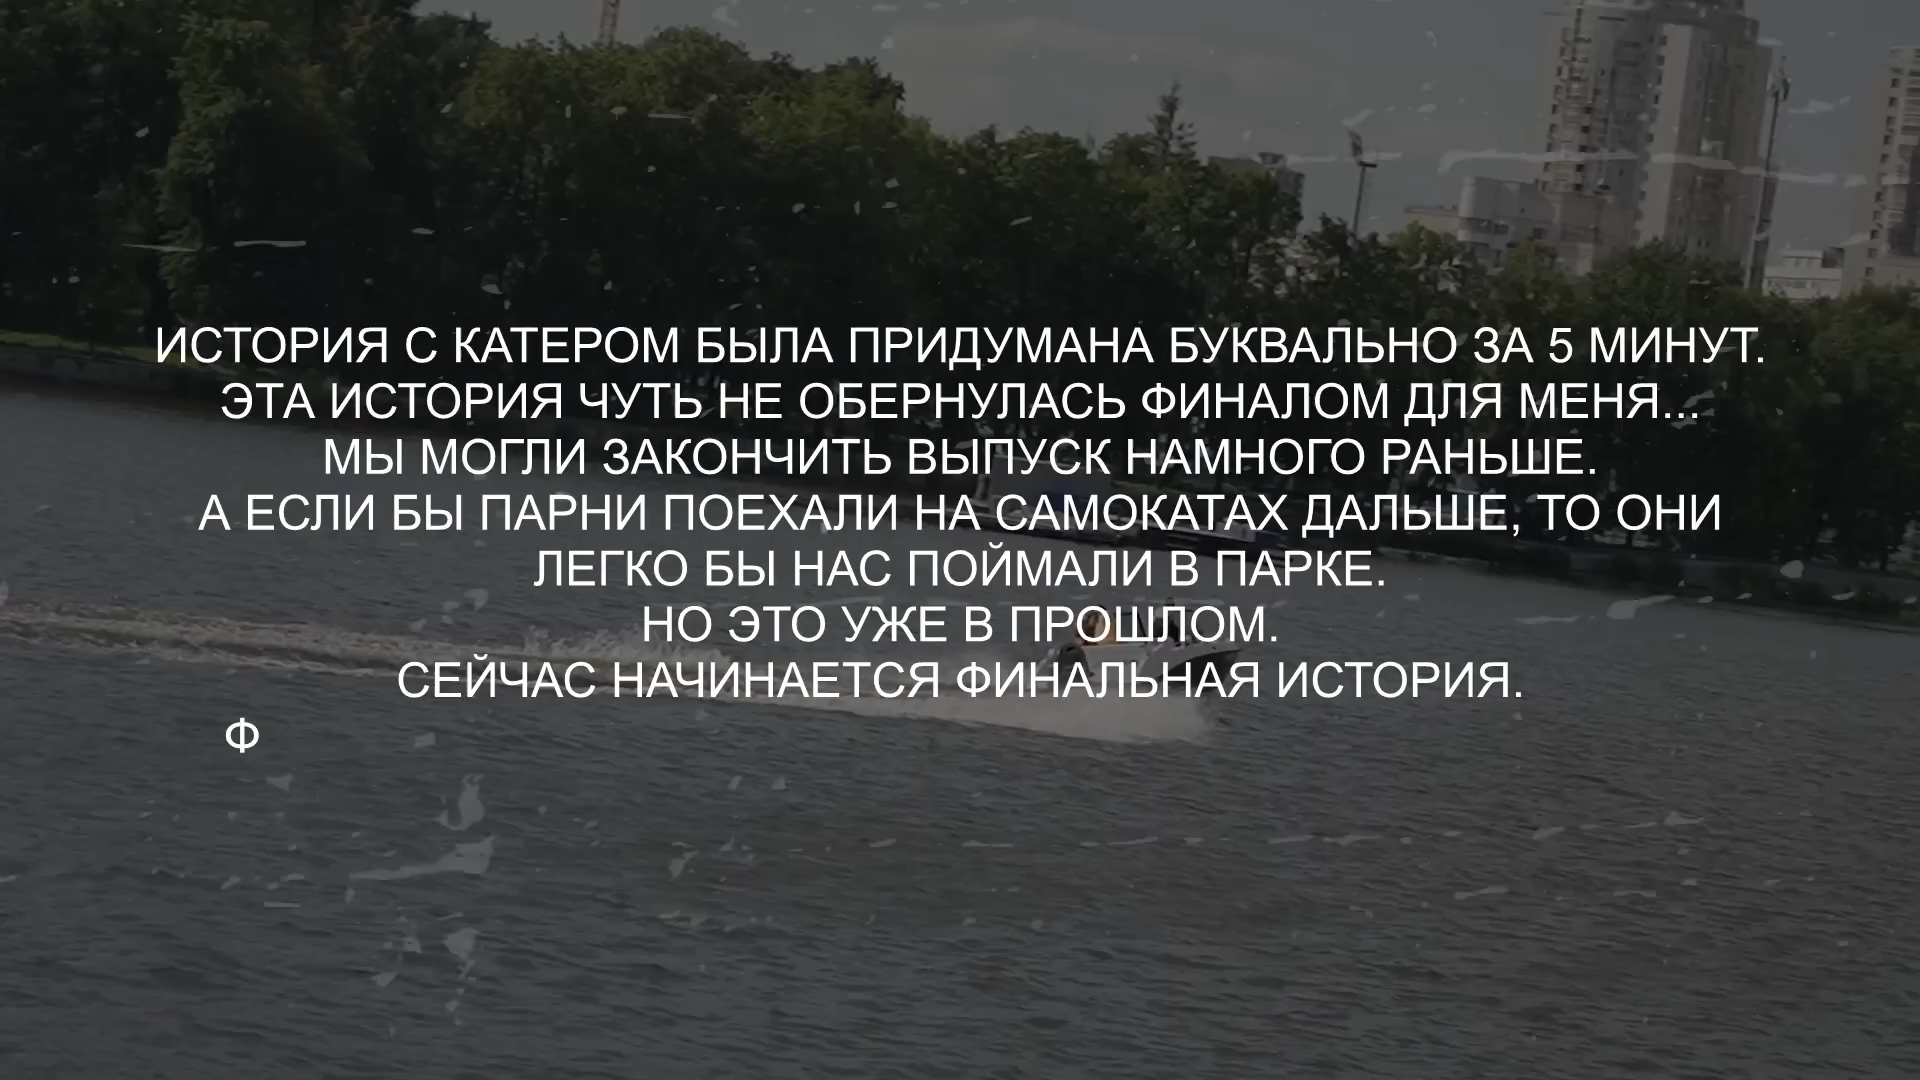 ИСТОРИЯ С КАТЕРОМ БЫЛА ПРИДУМАНА БУКВАЛЬНО ЗА 5 МИНУТ.
ЭТА ИСТОРИЯ ЧУТЬ НЕ ОБЕРНУЛАСЬ ФИНАЛОМ ДЛЯ МЕНЯ...
МЫ МОГЛИ ЗАКОНЧИТЬ ВЫПУСК НАМНОГО РАНЬШЕ.
А ЕСЛИ БЫ ПАРНИ ПОЕХАЛИ НА САМОКАТАХ ДАЛЬШЕ, ТО ОНИ
ЛЕГКО БЫ НАС ПОЙМАЛИ В ПАРКЕ.
НО ЭТО УЖЕ В ПРОШЛОМ.
СЕЙЧАС НАЧИНАЕТСЯ ФИНАЛЬНАЯ ИСТОРИЯ.
Ф